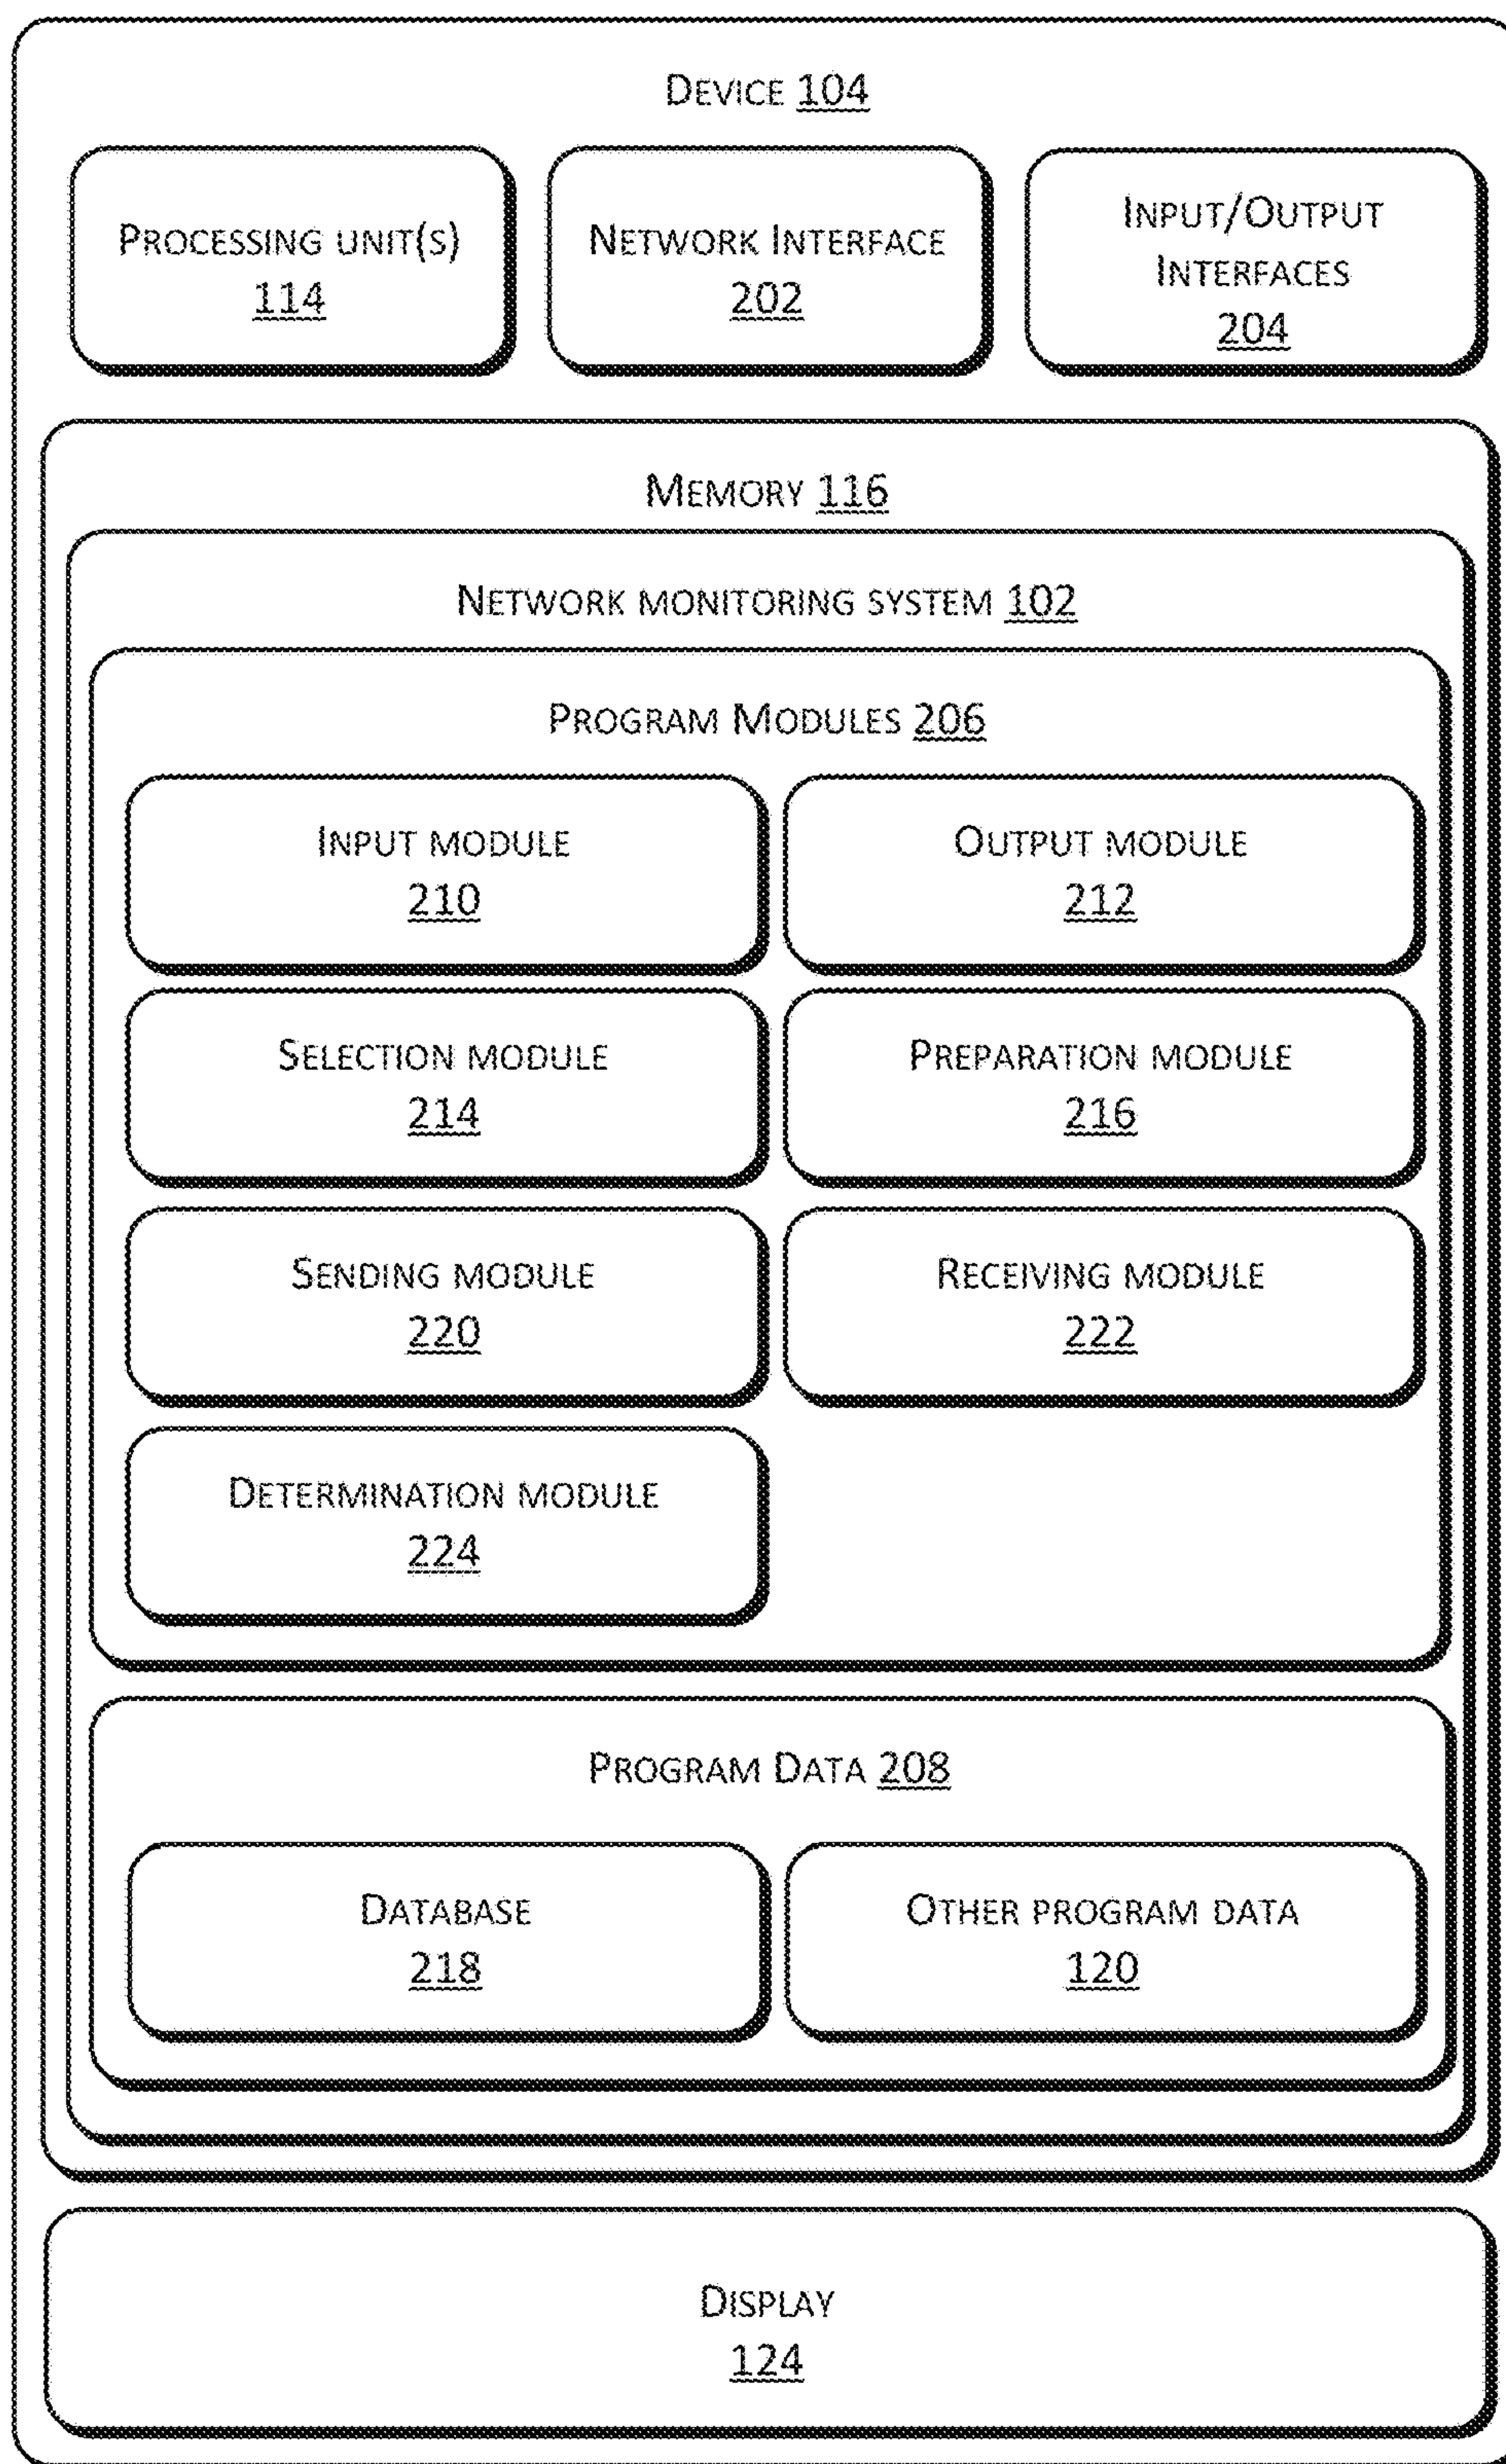 DEVICE 104
PROCESSING UNIT(S)
114
NETWORK INTERFACE
202
INPUT/OUTPUT
INTERFACES
204
MEMORY 116
NETWORK MONITORING SYSTEM 102
PROGRAM MODULES 206
INPUT MODULE
210
OUTPUT MODULE
212
SELECTION MODULE
214
PREPARATION MODULE
216
SENDING MODULE
220
RECEIVING MODULE
222
DETERMINATION MODULE
224
PROGRAM DATA 208
DATABASE
218
OTHER PROGRAM DATA
120
DISPLAY
124